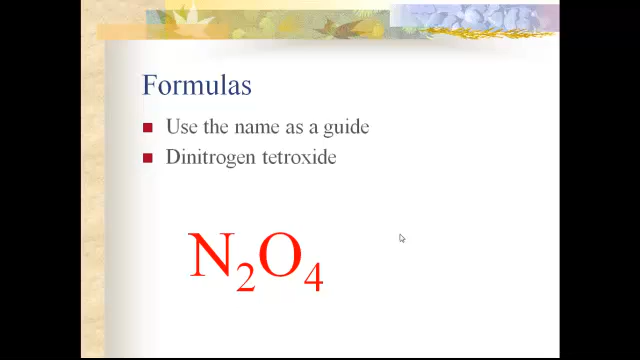 Formulas
Use the name as a guide
Dinitrogen tetroxide
N₂O₄